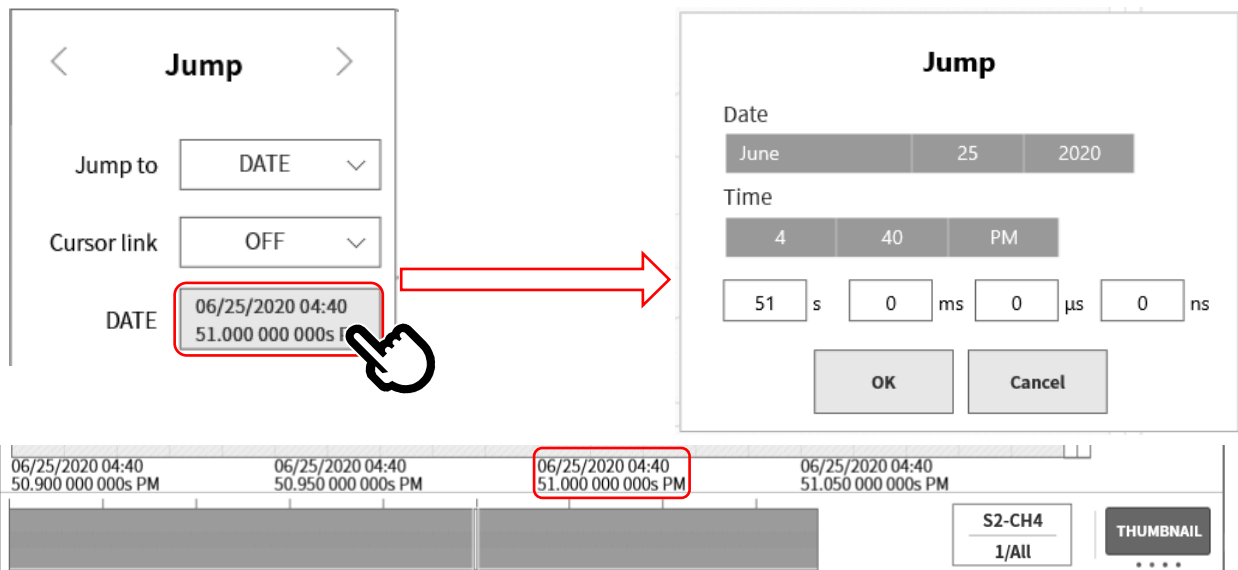 Jump
Jump to DATE
Cursor link OFF
DATE 06/25/2020 04:40
51.000 000 000s
Jump
Date
June 25 2020
Time
4 40 PM
51 s 0 ms 0 µs 0 ns
OK Cancel
06/25/2020 04:40 06/25/2020 04:40 06/25/2020 04:40 06/25/2020 04:40
50.900 000 000s PM 50.950 000 000s PM 51.000 000 000s PM 51.050 000 000s PM
S2-CH4
1/All
THUMBNAIL